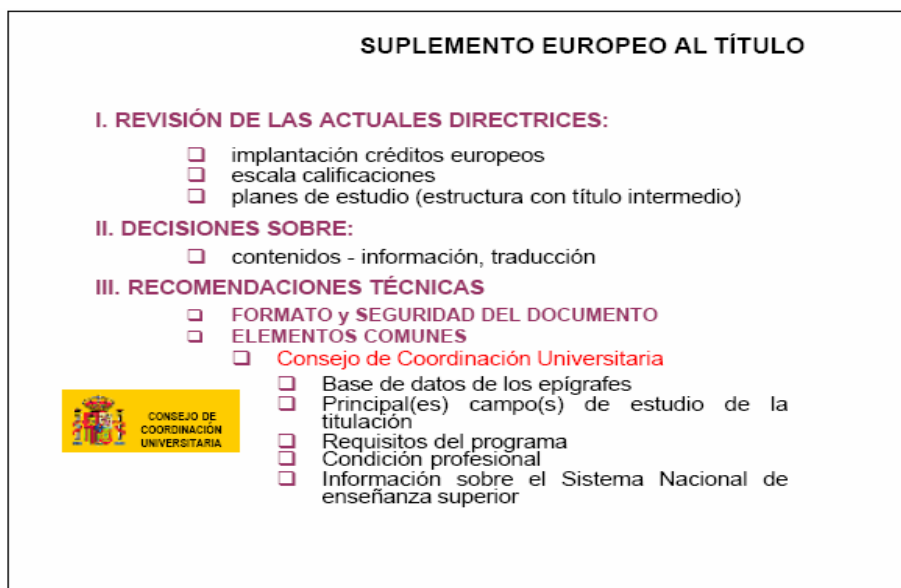 SUPLEMENTO EUROPEO AL TÍTULO
I. REVISIÓN DE LAS ACTUALES DIRECTRICES:
implantación créditos europeos
escala calificaciones
planes de estudio (estructura con título intermedio)
II. DECISIONES SOBRE:
contenidos - información, traducción
III. RECOMENDACIONES TÉCNICAS
FORMATO y SEGURIDAD DEL DOCUMENTO
ELEMENTOS COMUNES
Consejo de Coordinación Universitaria
Base de datos de los epígrafes
Principal(es) campo(s) de estudio de la
titulación
Requisitos del programa
Condición profesional
Información sobre el Sistema Nacional de
enseñanza superior
CONSEJO DE
COORDINACIÓN
UNIVERSITARIA